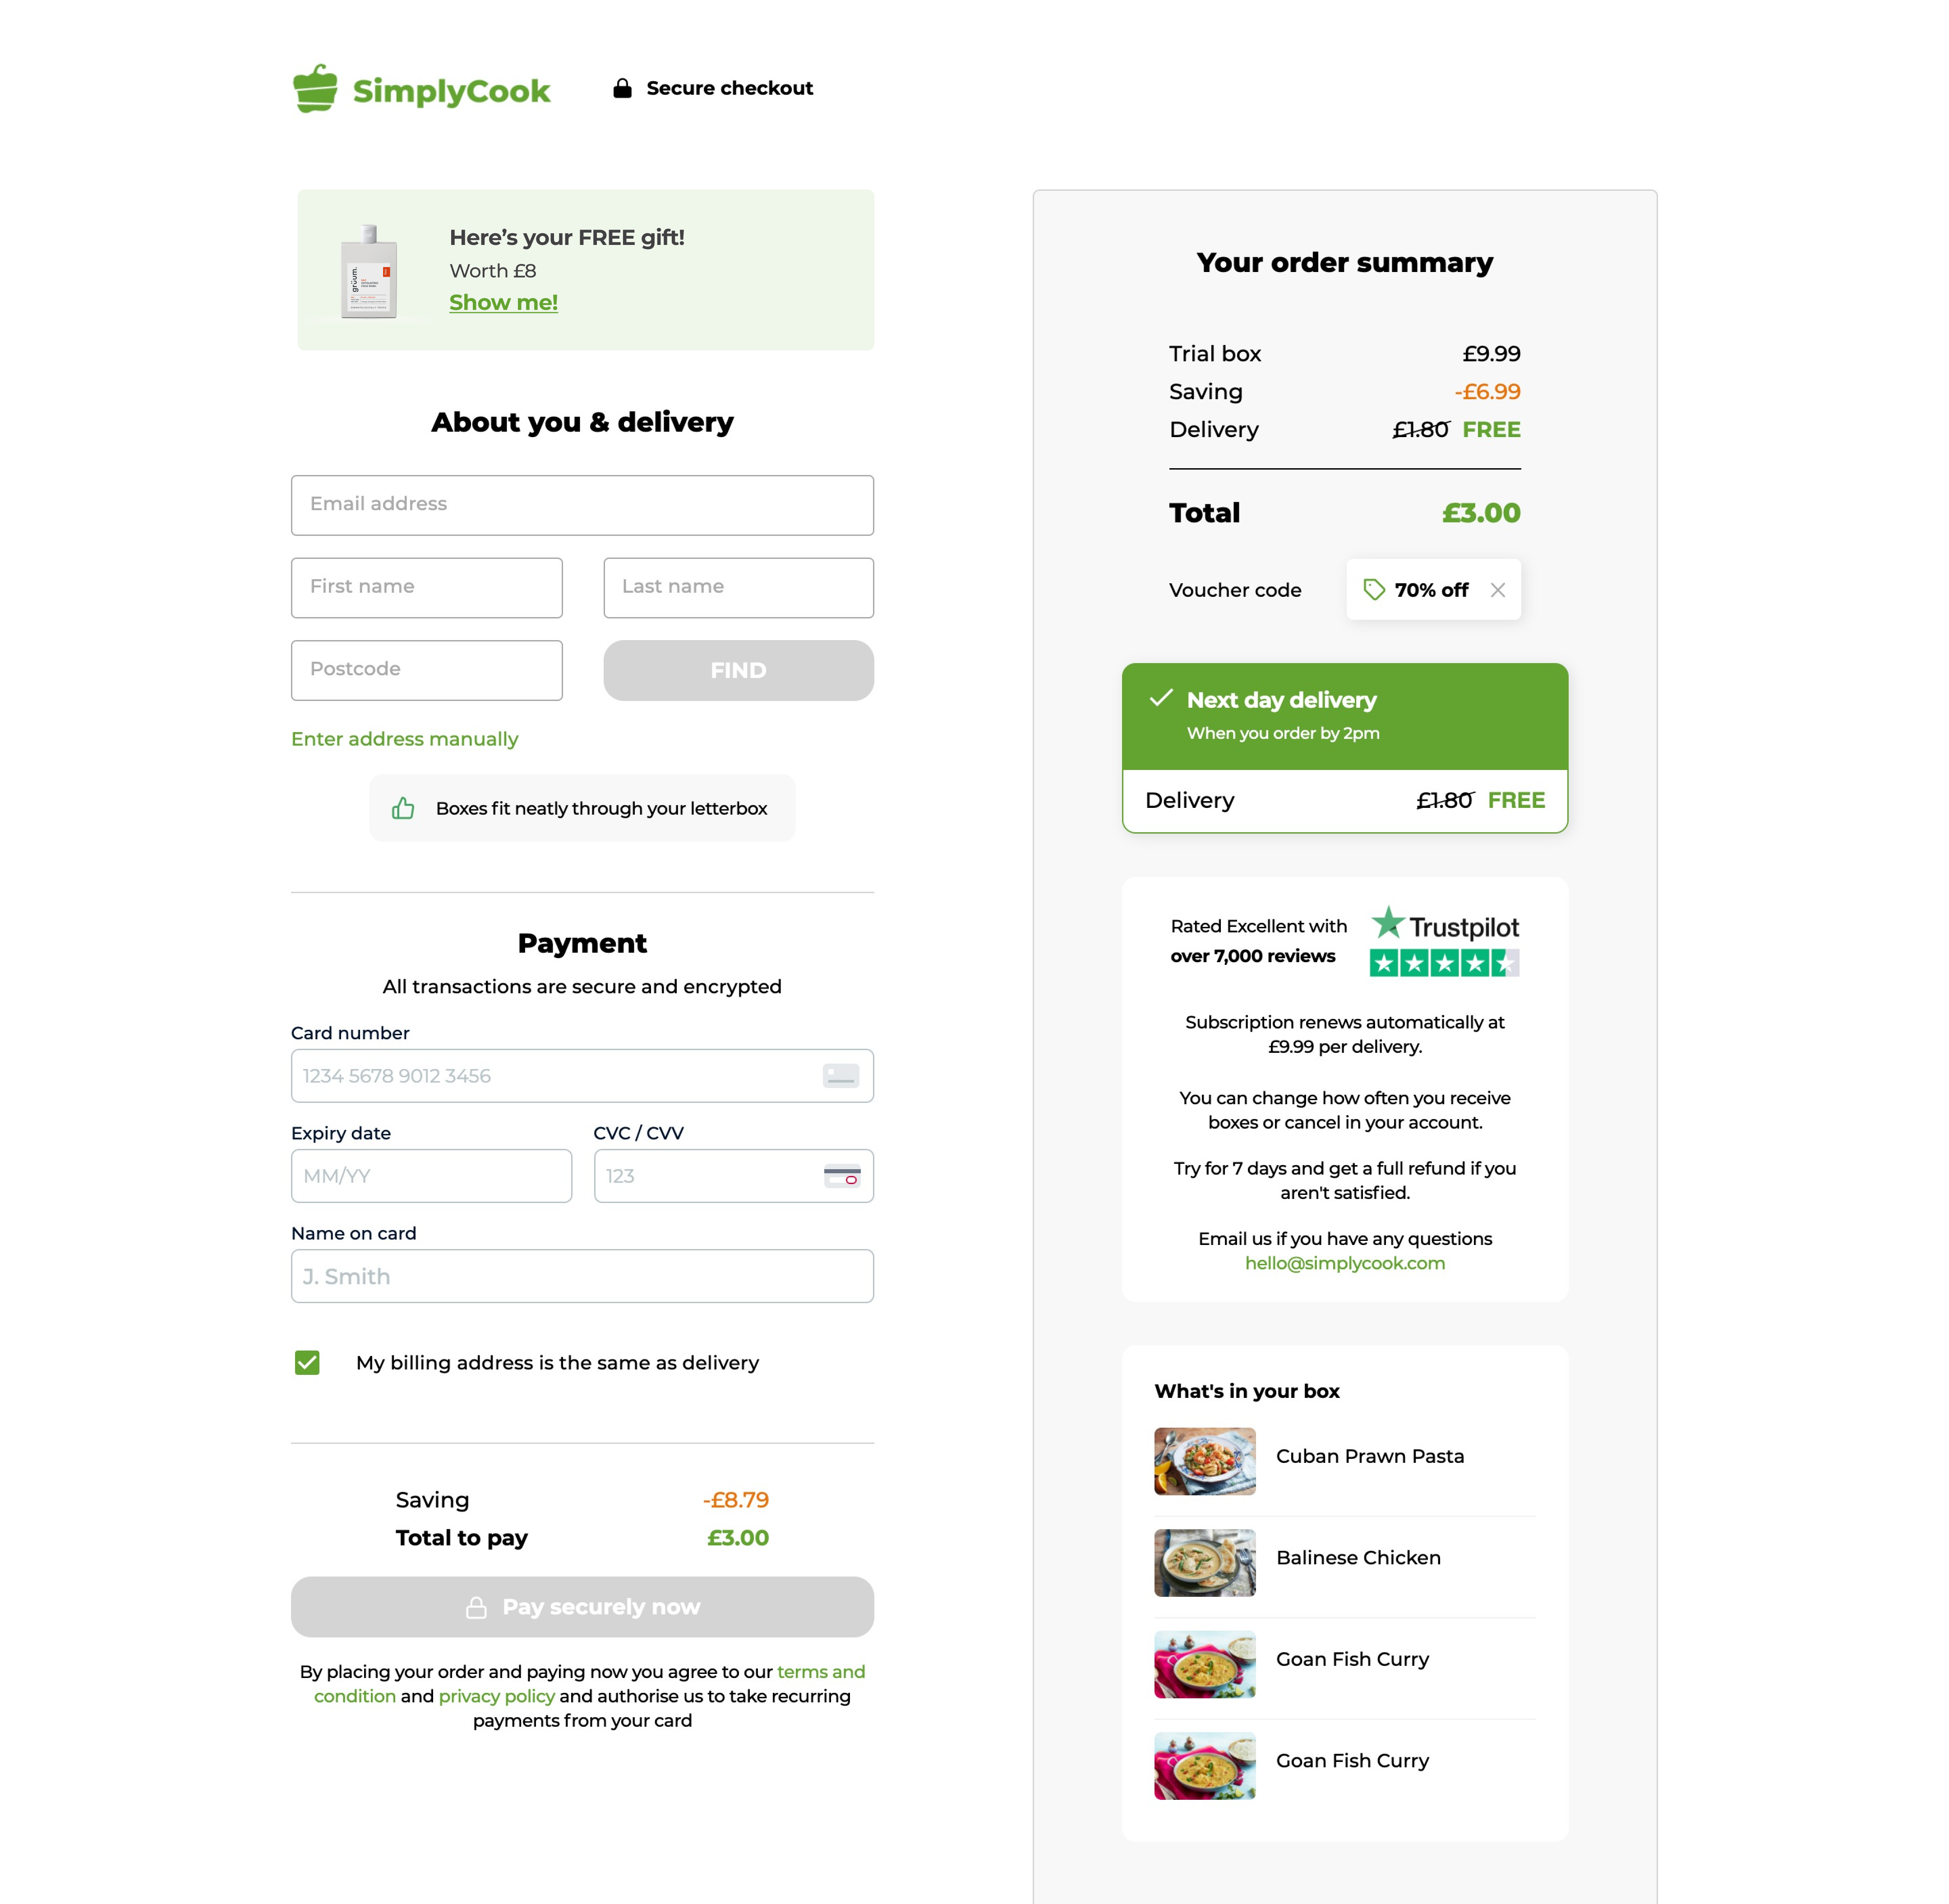 SimplyCook
Secure checkout
grüum.
Here’s your FREE gift!
Worth £8
Show me!
About you & delivery
Email address
First name
Last name
Postcode
FIND
Enter address manually
Boxes fit neatly through your letterbox
Payment
All transactions are secure and encrypted
Card number
1234 5678 9012 3456
Expiry date
CVC / CVV
MM/YY
123
Name on card
J. Smith
My billing address is the same as delivery
Saving -£8.79
Total to pay £3.00
Pay securely now
By placing your order and paying now you agree to our terms and
condition and privacy policy and authorise us to take recurring
payments from your card
Your order summary
Trial box £9.99
Saving -£6.99
Delivery £1.80 FREE
Total £3.00
Voucher code 70% off
Next day delivery
When you order by 2pm
Delivery £1.80 FREE
Rated Excellent with
over 7,000 reviews
Trustpilot
Subscription renews automatically at
£9.99 per delivery.
You can change how often you receive
boxes or cancel in your account.
Try for 7 days and get a full refund if you
aren't satisfied.
Email us if you have any questions
hello@simplycook.com
What's in your box
Cuban Prawn Pasta
Balinese Chicken
Goan Fish Curry
Goan Fish Curry